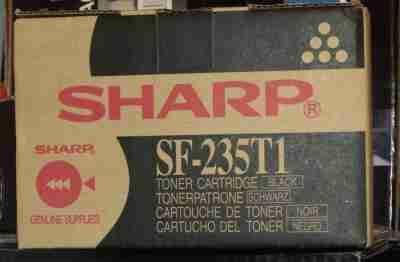 SHARP®
SHARP
GENUINE SUPPLIES
SF-235T1
TONER CARTRIDGE BLACK
TONERPATRONE SCHWARZ
CARTOUCHE DE TONER NOIR
CARTUCHO DEL TONER NEGRO